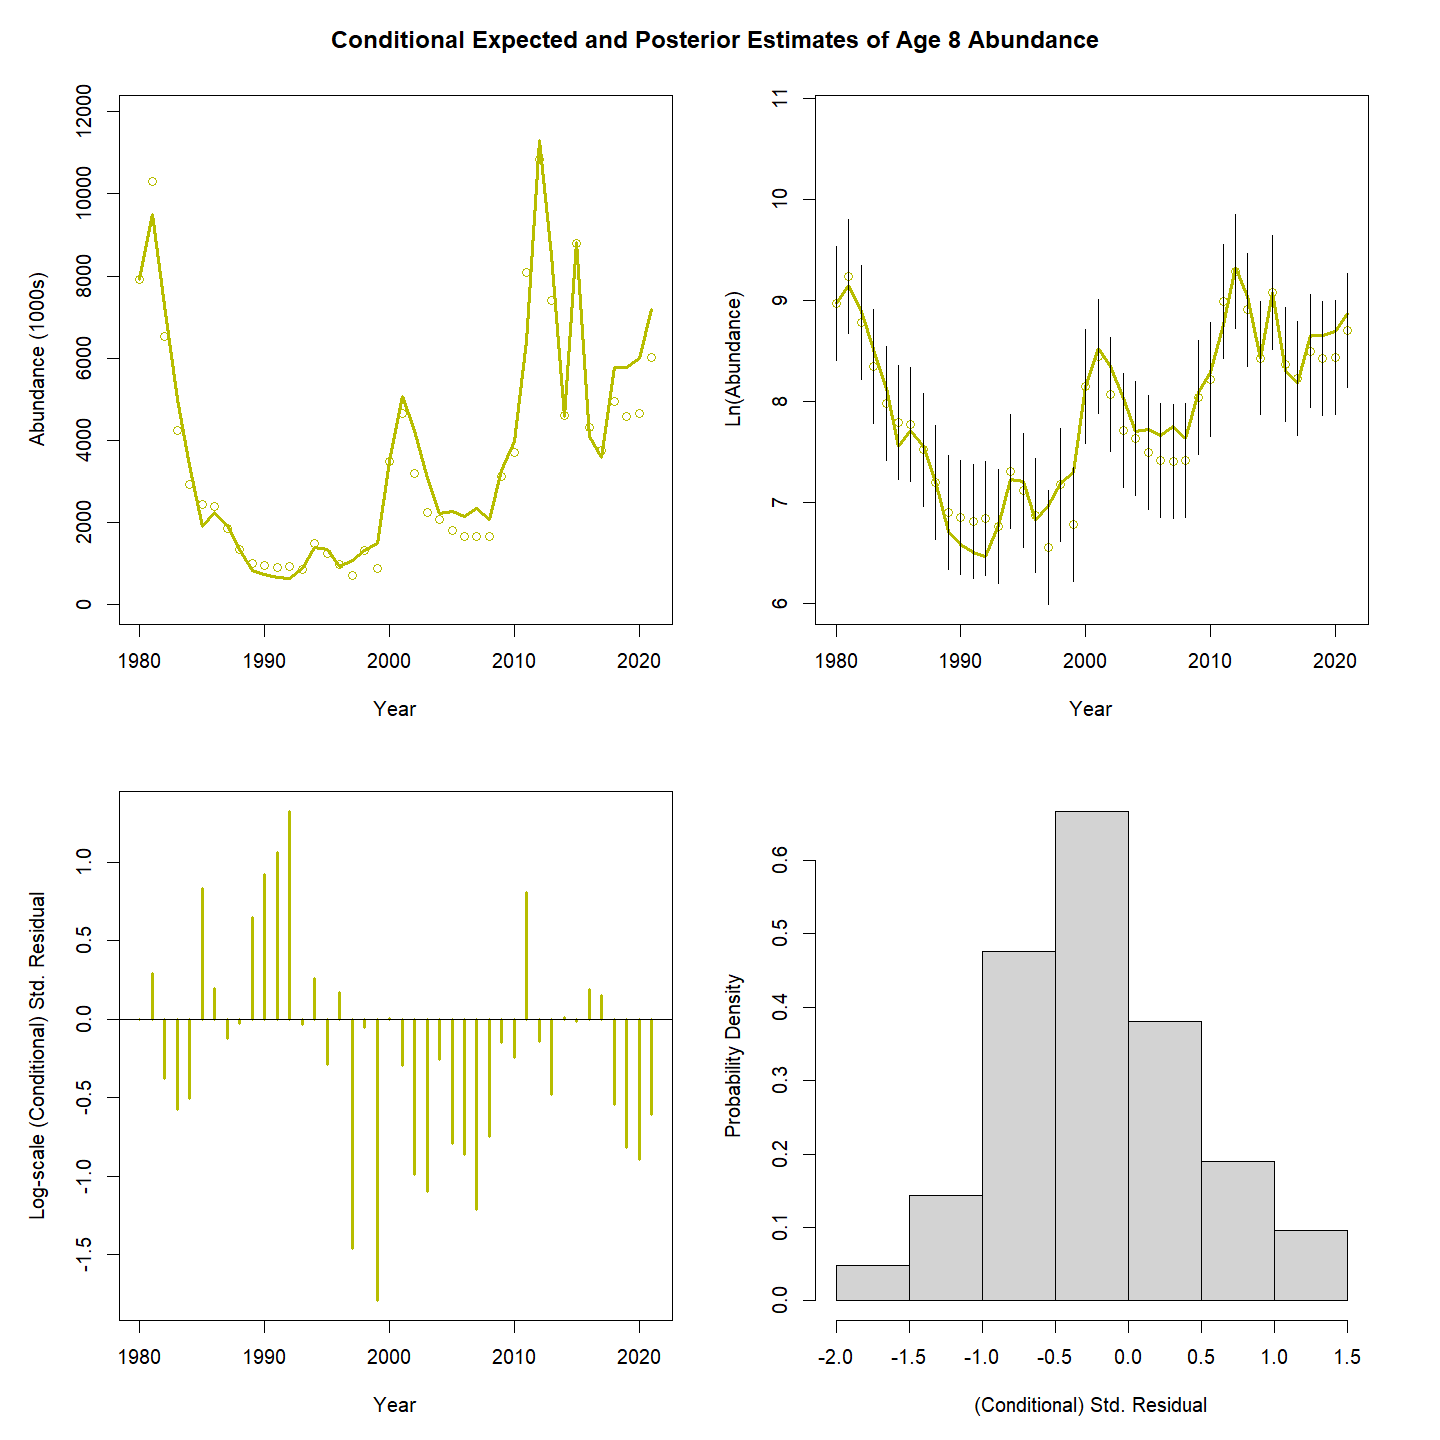 Conditional Expected and Posterior Estimates of Age 8 Abundance
Abundance (1000s)
12000
10000
8000
6000
4000
2000
0
1980 1990 2000 2010 2020
Year
Ln(Abundance)
11
10
9
8
7
6
1980 1990 2000 2010 2020
Year
Log-scale (Conditional) Std. Residual
1.0
0.5
0.0
-0.5
-1.0
-1.5
1980 1990 2000 2010 2020
Year
Probability Density
0.6
0.5
0.4
0.3
0.2
0.1
0.0
-2.0 -1.5 -1.0 -0.5 0.0 0.5 1.0 1.5
(Conditional) Std. Residual